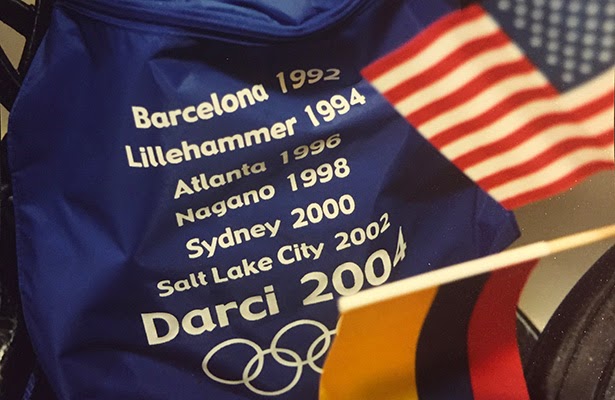 Barcelona 1992
Lillehammer 1994
Atlanta 1996
Nagano 1998
Sydney 2000
Salt Lake City 2002
Darci 2004